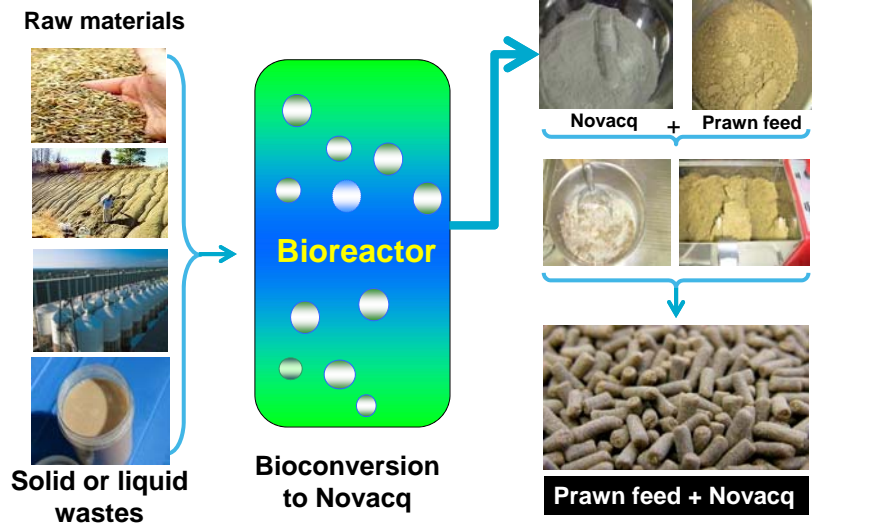 Raw materials
Solid or liquid
wastes
Bioreactor
Bioconversion
to Novacq
Novacq + Prawn feed
Prawn feed + Novacq